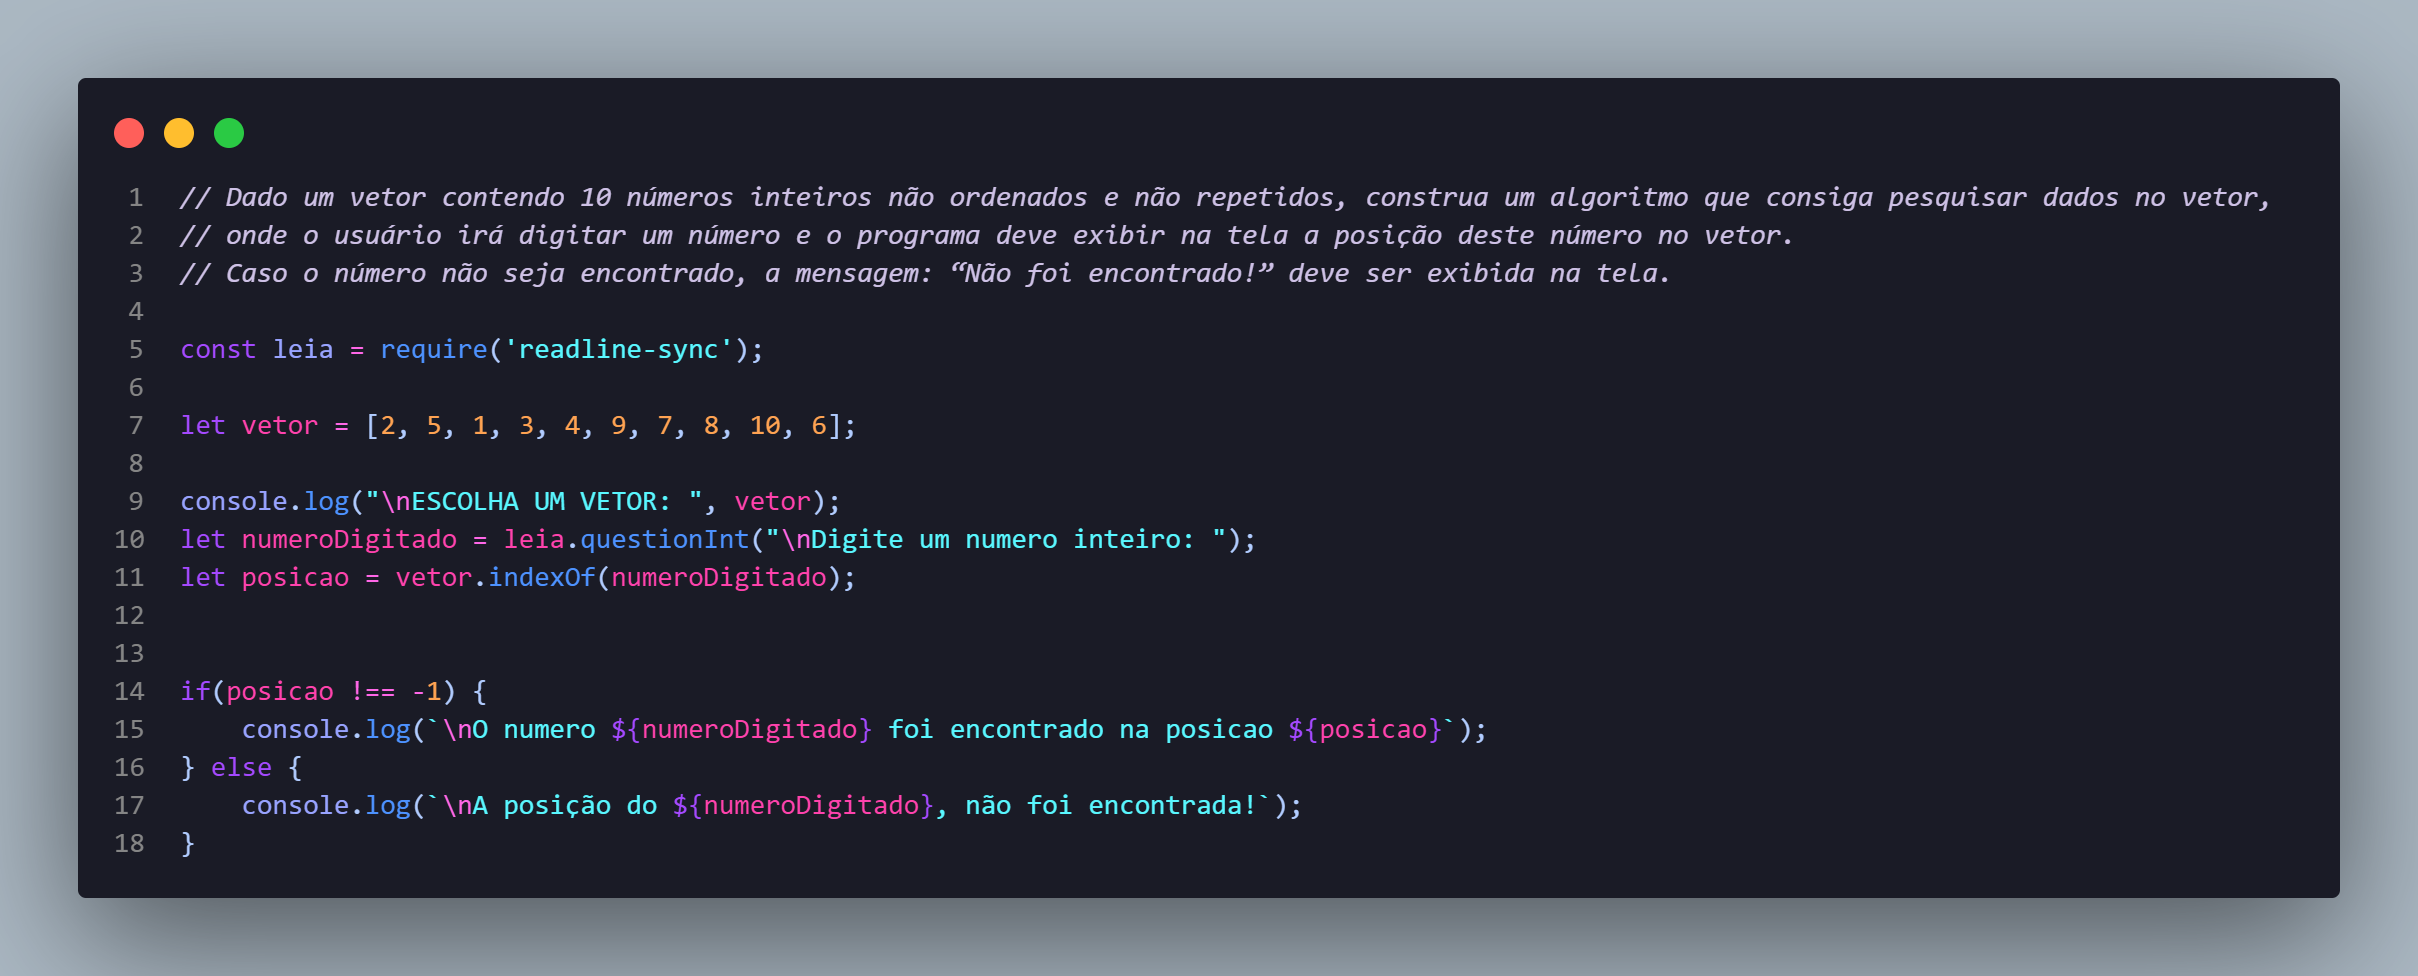 1 // Dado um vetor contendo 10 números inteiros não ordenados e não repetidos, construa um algoritmo que consiga pesquisar dados no vetor,
2 // onde o usuário irá digitar um número e o programa deve exibir na tela a posição deste número no vetor.
3 // Caso o número não seja encontrado, a mensagem: “Não foi encontrado!” deve ser exibida na tela.
4
5 const leia = require('readline-sync');
6
7 let vetor = [2, 5, 1, 3, 4, 9, 7, 8, 10, 6];
8
9 console.log("\nESCOLHA UM VETOR: ", vetor);
10 let numeroDigitado = leia.questionInt("\nDigite um numero inteiro: ");
11 let posicao = vetor.indexOf(numeroDigitado);
12
13
14 if(posicao !== -1) {
15     console.log(`\nO numero ${numeroDigitado} foi encontrado na posicao ${posicao}`);
16 } else {
17     console.log(`\nA posição do ${numeroDigitado}, não foi encontrada!`);
18 }